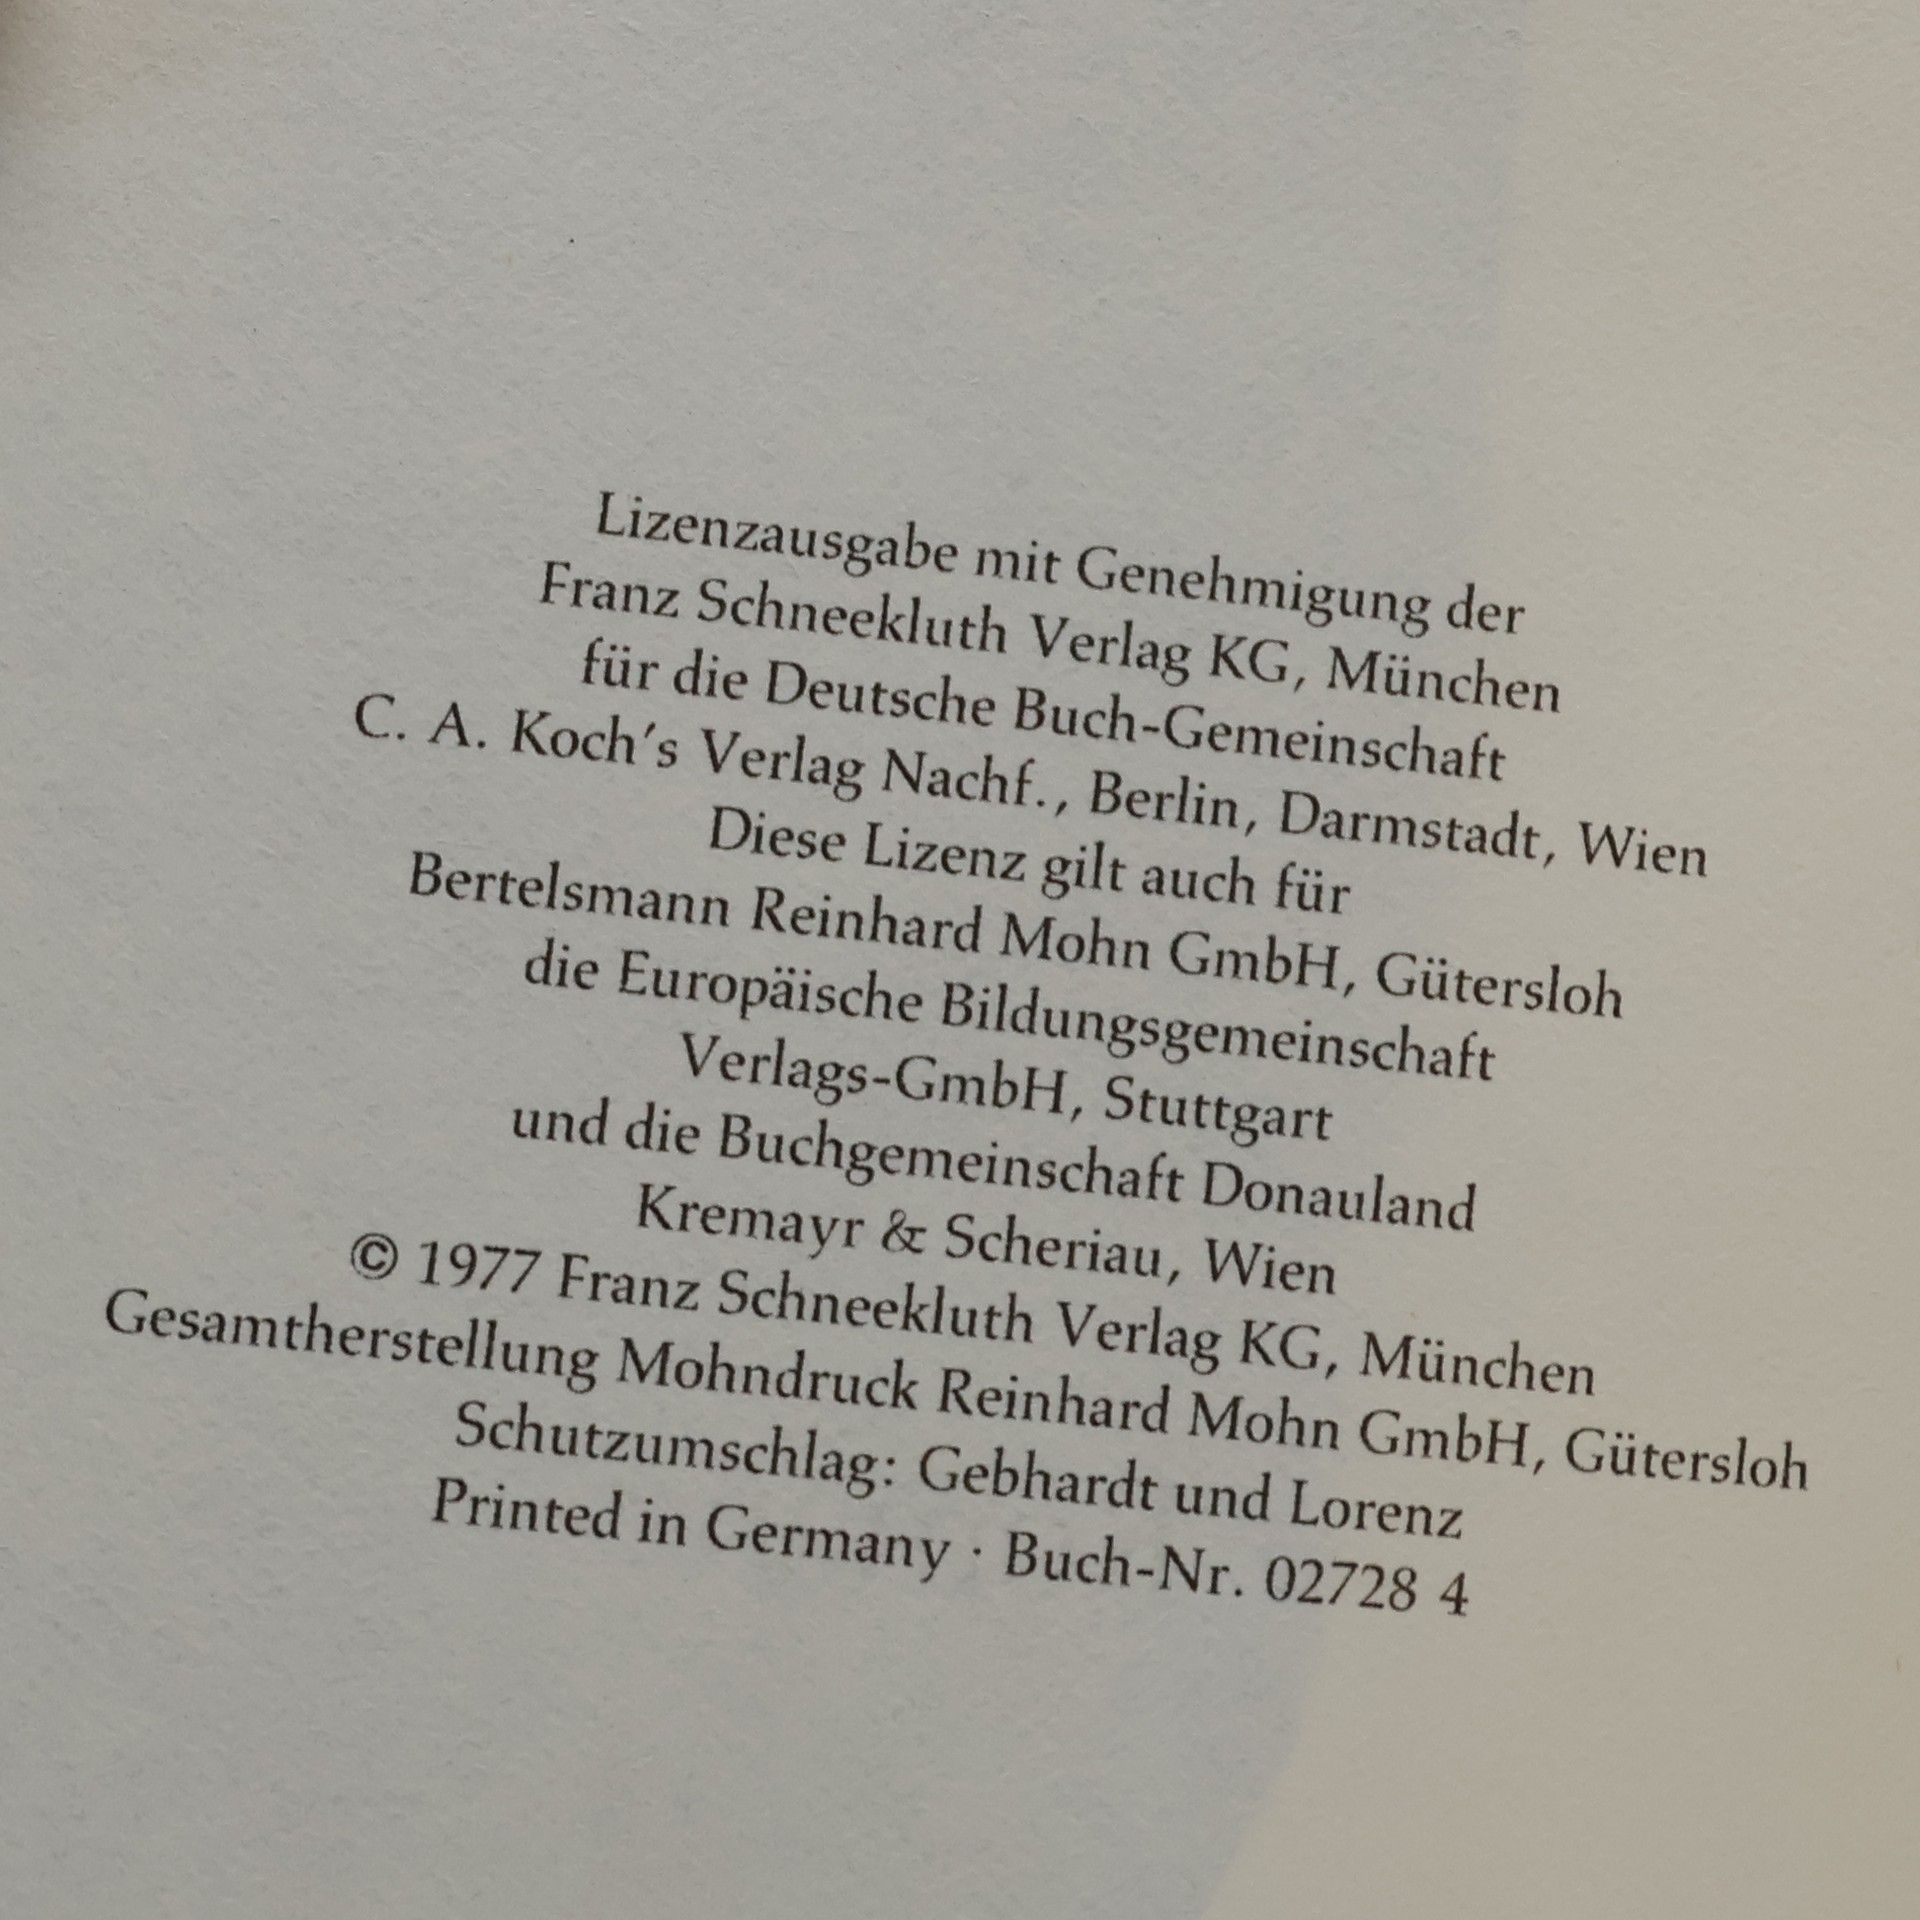 Lizenzausgabe mit Genehmigung der
Franz Schneekluth Verlag KG, München
für die Deutsche Buch-Gemeinschaft
C. A. Koch's Verlag Nachf., Berlin, Darmstadt, Wien
Diese Lizenz gilt auch für
Bertelsmann Reinhard Mohn GmbH, Gütersloh
die Europäische Bildungsgemeinschaft
Verlags-GmbH, Stuttgart
und die Buchgemeinschaft Donauland
Kremayr & Scheriau, Wien
© 1977 Franz Schneekluth Verlag KG, München
Gesamtherstellung Mohndruck Reinhard Mohn GmbH, Gütersloh
Schutzumschlag: Gebhardt und Lorenz
Printed in Germany · Buch-Nr. 02728 4